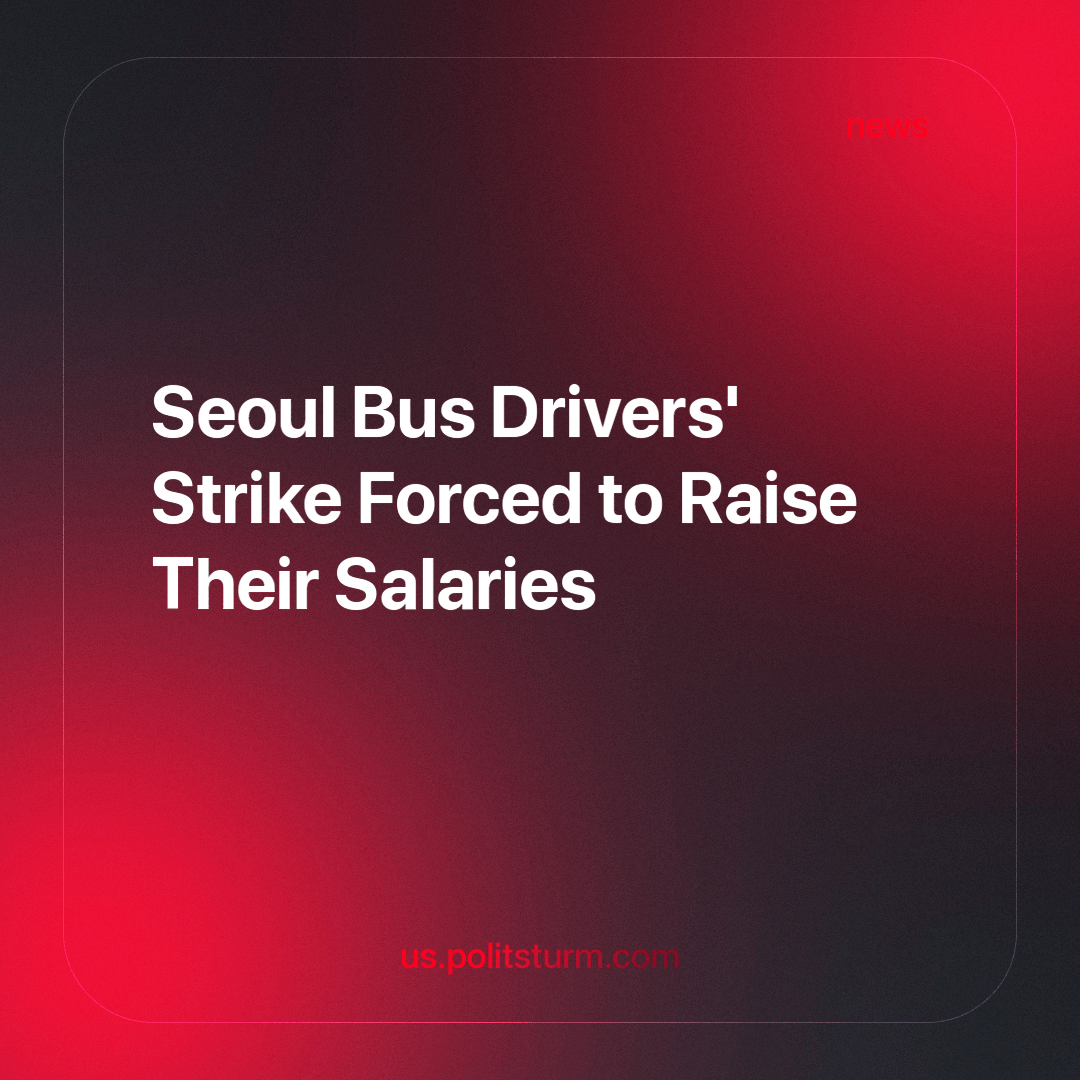 news
Seoul Bus Drivers'
Strike Forced to Raise
Their Salaries
us.politsturm.com